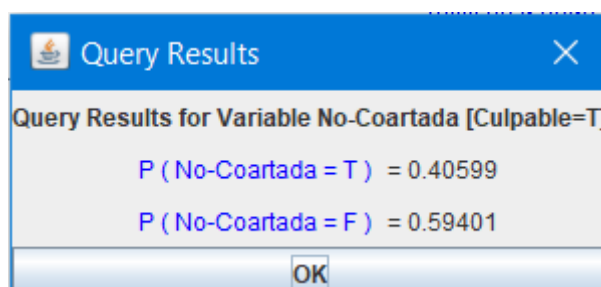 Query Results
Query Results for Variable No-Coartada [Culpable=T]
P ( No-Coartada = T ) = 0.40599
P ( No-Coartada = F ) = 0.59401
OK